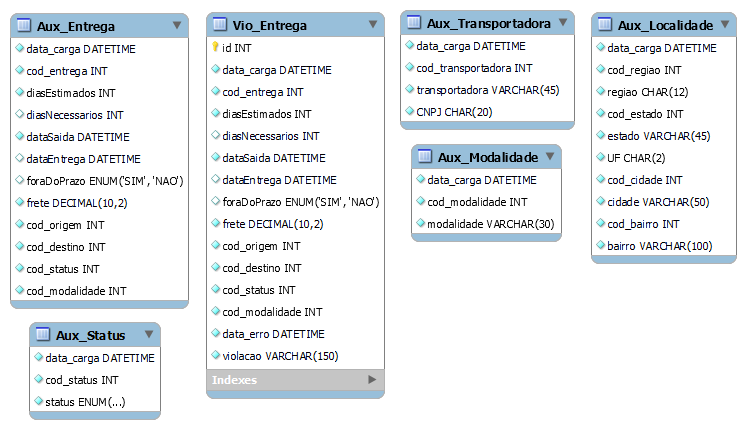 Aux_Entrega
data_carga DATETIME
cod_entrega INT
diasEstimados INT
diasNecessarios INT
dataSaida DATETIME
dataEntrega DATETIME
foraDoPrazo ENUM('SIM', 'NAO')
frete DECIMAL(10,2)
cod_origem INT
cod_destino INT
cod_status INT
cod_modalidade INT
Vio_Entrega
id INT
data_carga DATETIME
cod_entrega INT
diasEstimados INT
diasNecessarios INT
dataSaida DATETIME
dataEntrega DATETIME
foraDoPrazo ENUM('SIM', 'NAO')
frete DECIMAL(10,2)
cod_origem INT
cod_destino INT
cod_status INT
cod_modalidade INT
data_erro DATETIME
violacao VARCHAR(150)
Indexes
Aux_Transportadora
data_carga DATETIME
cod_transportadora INT
transportadora VARCHAR(45)
CNPJ CHAR(20)
Aux_Localidade
data_carga DATETIME
cod_regiao INT
regiao CHAR(12)
cod_estado INT
estado VARCHAR(45)
UF CHAR(2)
cod_cidade INT
cidade VARCHAR(50)
cod_bairro INT
bairro VARCHAR(100)
Aux_Modalidade
data_carga DATETIME
cod_modalidade INT
modalidade VARCHAR(30)
Aux_Status
data_carga DATETIME
cod_status INT
status ENUM(...)